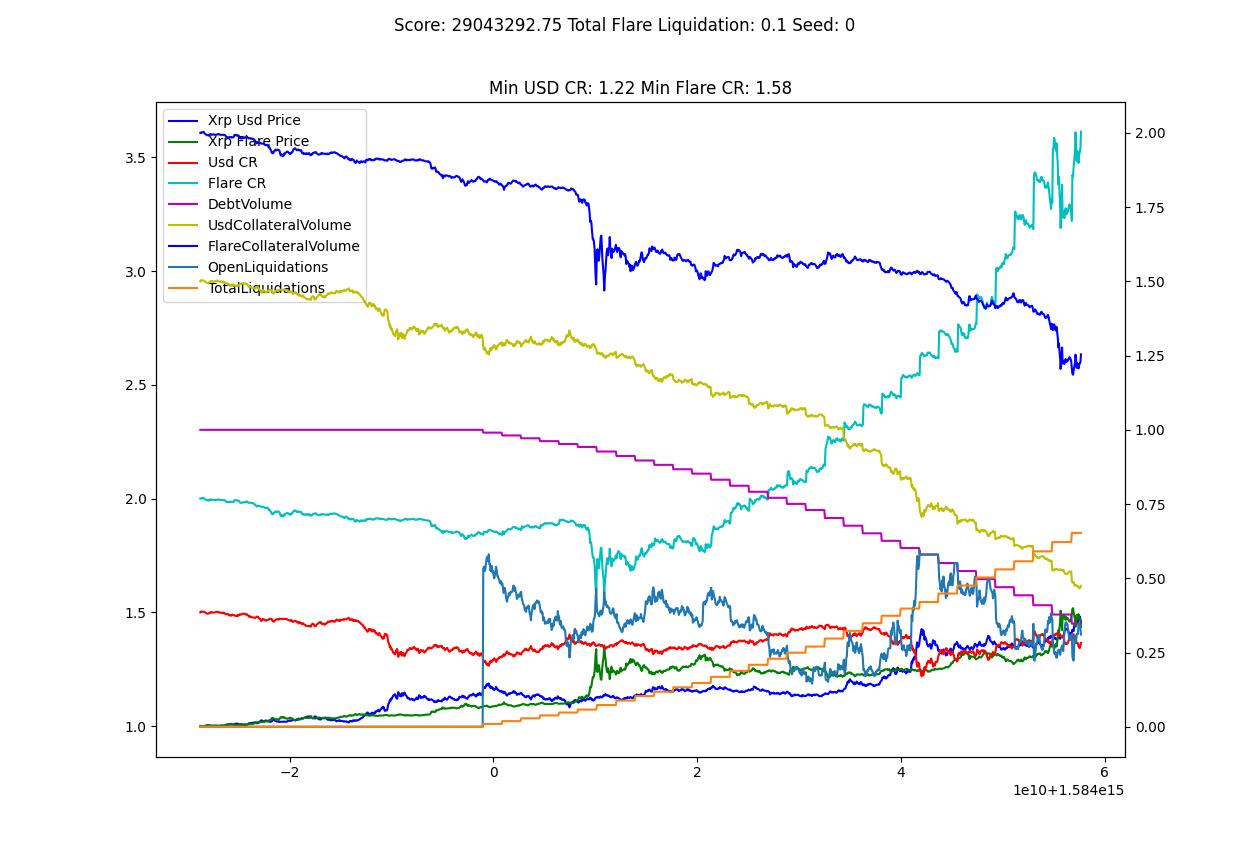 Score: 29043292.75 Total Flare Liquidation: 0.1 Seed: 0
Min USD CR: 1.22 Min Flare CR: 1.58
Xrp Usd Price
Xrp Flare Price
Usd CR
Flare CR
DebtVolume
UsdCollateralVolume
FlareCollateralVolume
OpenLiquidations
TotalLiquidations
3.5
3.0
2.5
2.0
1.5
1.0
2.00
1.75
1.50
1.25
1.00
0.75
0.50
0.25
0.00
−2
0
2
4
6
1e10+1.584e15